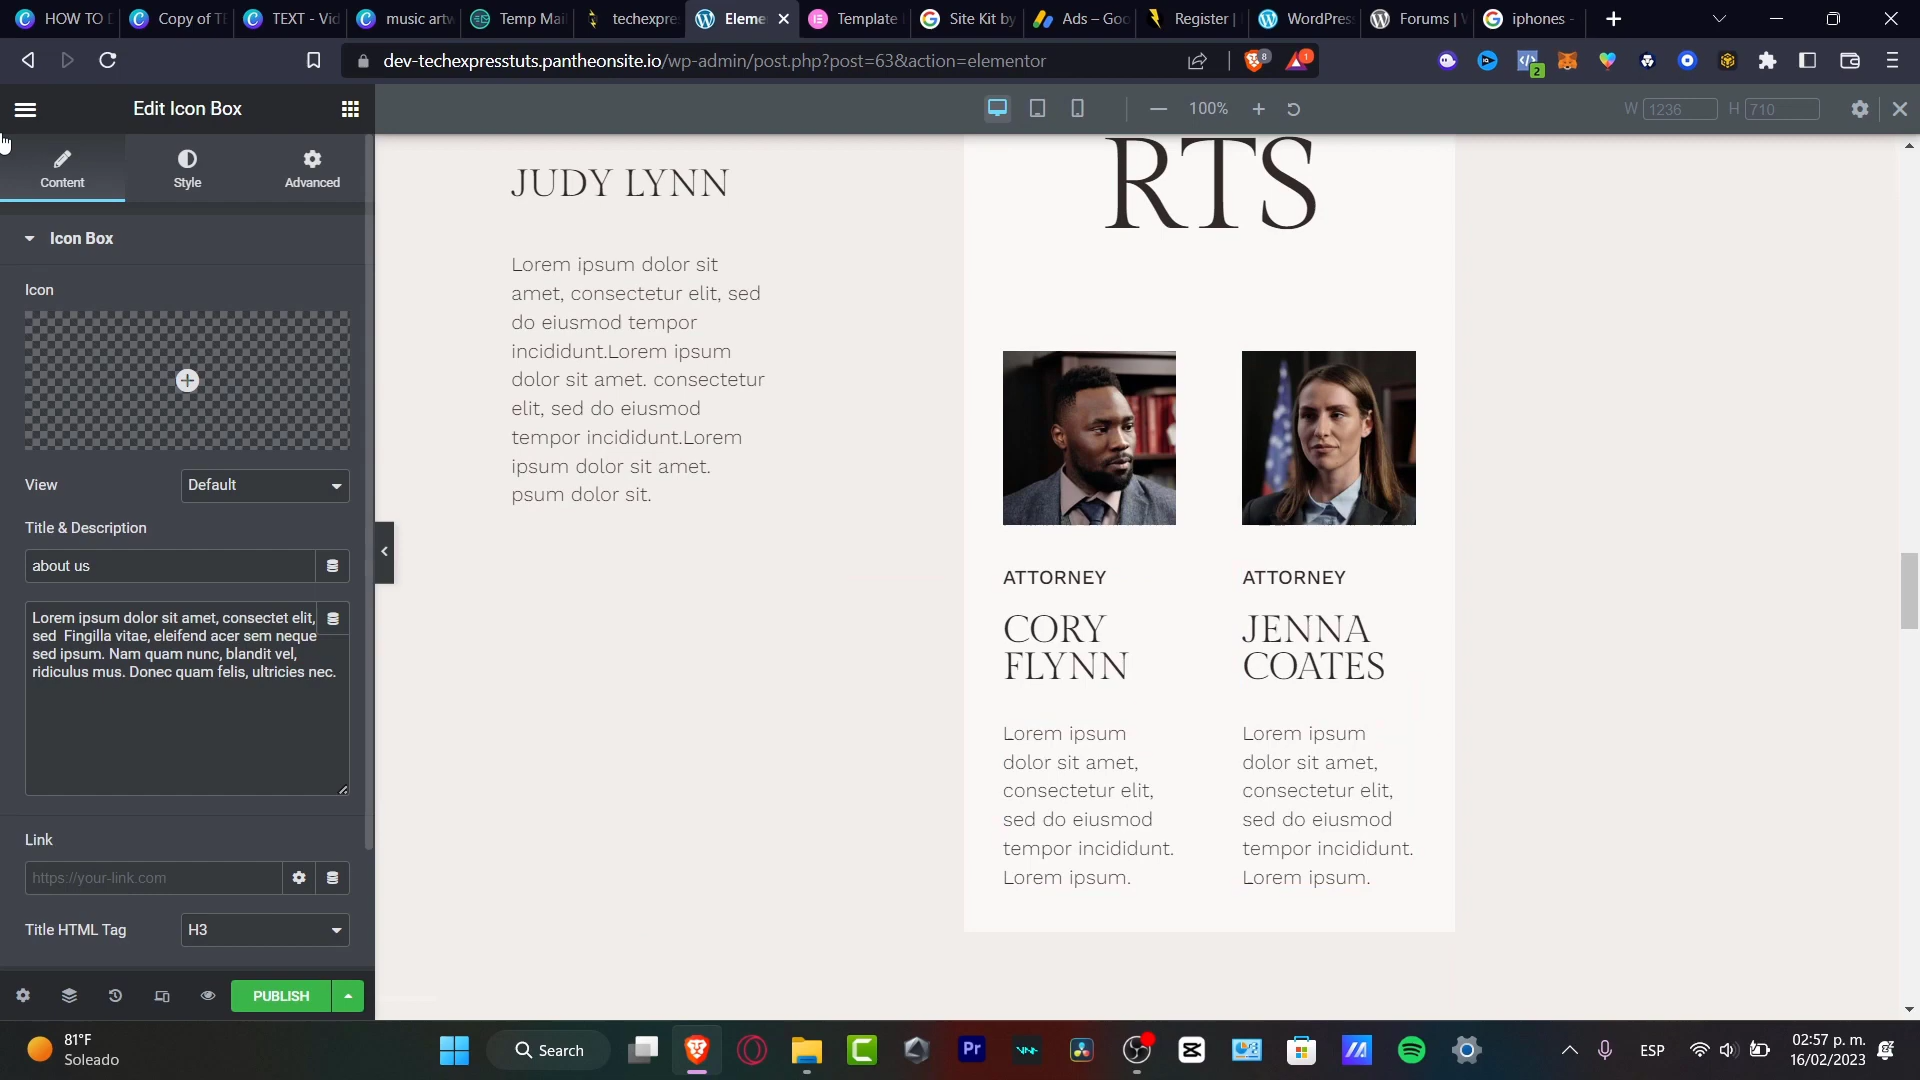 HOW TO
Copy of TE
TEXT - Vid
music artw
Temp Mai
techexpre
Eleme
Template
Site Kit by
Ads – Goo
Register |
WordPres
Forums |
iphones -
dev-techexpresstuts.pantheonsite.io/wp-admin/post.php?post=63&action=elementor
8
1
2
Edit Icon Box
100%
W 1236
H 710
Content
Style
Advanced
Icon Box
Icon
View
Default
Title & Description
about us
Lorem ipsum dolor sit amet, consectet elit,
sed Fingilla vitae, eleifend acer sem neque
sed ipsum. Nam quam nunc, blandit vel,
ridiculus mus. Donec quam felis, ultricies nec.
Link
https://your-link.com
Title HTML Tag
H3
PUBLISH
JUDY LYNN
Lorem ipsum dolor sit
amet, consectetur elit, sed
do eiusmod tempor
incididunt.Lorem ipsum
dolor sit amet. consectetur
elit, sed do eiusmod
tempor incididunt.Lorem
ipsum dolor sit amet.
psum dolor sit.
RTS
ATTORNEY
CORY
FLYNN
Lorem ipsum
dolor sit amet,
consectetur elit,
sed do eiusmod
tempor incididunt.
Lorem ipsum.
ATTORNEY
JENNA
COATES
Lorem ipsum
dolor sit amet,
consectetur elit,
sed do eiusmod
tempor incididunt.
Lorem ipsum.
81°F
Soleado
Search
Pr
ESP
02:57 p. m.
16/02/2023